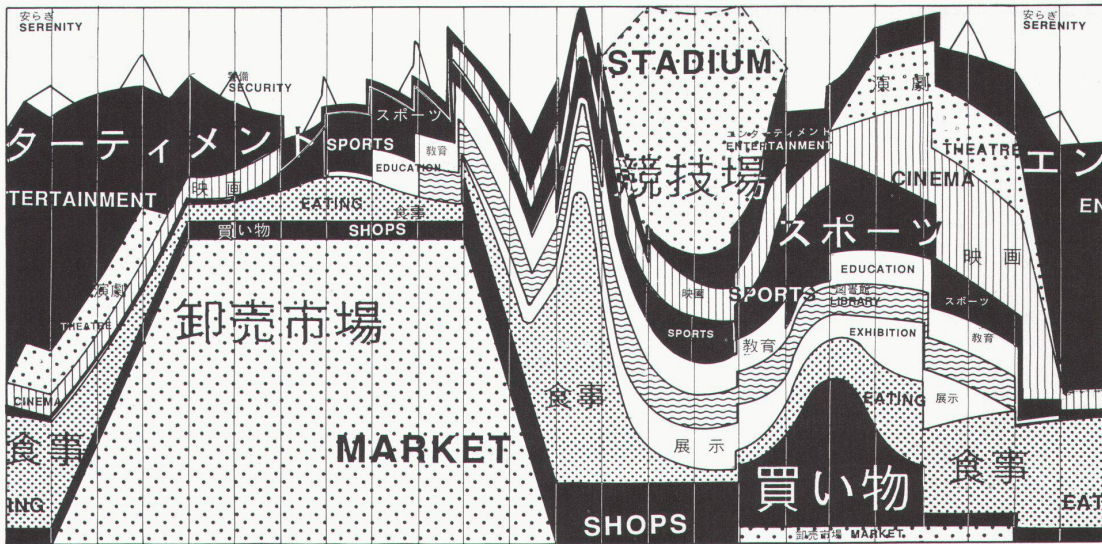 安らぎ
SERENITY
安らぎ
SERENITY
STADIUM
警備
SECURITY
演劇
スポーツ
ターティメント
SPORTS
エンターティメント
ENTERTAINMENT
THEATRE
エン
教育
EDUCATION
競技場
CINEMA
TERTAINMENT
映画
EATING
食事
EN
買い物
SHOPS
スポーツ
映画
EDUCATION
演劇
映画
SPORTS
図書館
LIBRARY
スポーツ
卸売市場
THEATRE
SPORTS
教育
EXHIBITION
教育
CINEMA
食事
EATING
展示
食事
MARKET
展示
食事
買い物
ING
EAT
SHOPS
卸売市場 MARKET